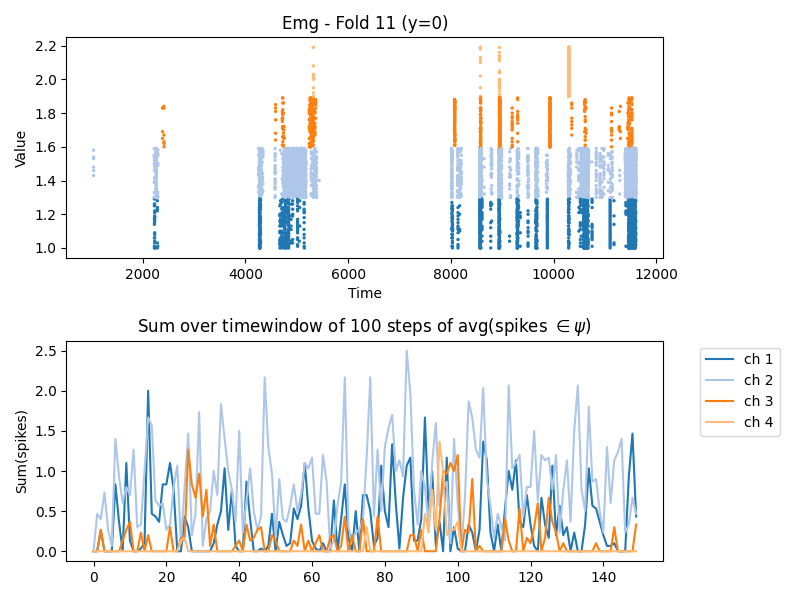 Emg - Fold 11 (y=0)
Value
2.2
2.0
1.8
1.6
1.4
1.2
1.0
2000 4000 6000 8000 10000 12000
Time
Sum over timewindow of 100 steps of avg(spikes ∈ ψ)
Sum(spikes)
2.5
2.0
1.5
1.0
0.5
0.0
0 20 40 60 80 100 120 140
ch 1
ch 2
ch 3
ch 4